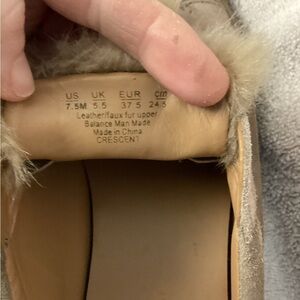 US UK EUR cm
7.5M 5.5 37.5 24.5
Leather/faux fur upper
Balance Man Made
Made in China
CRESCENT